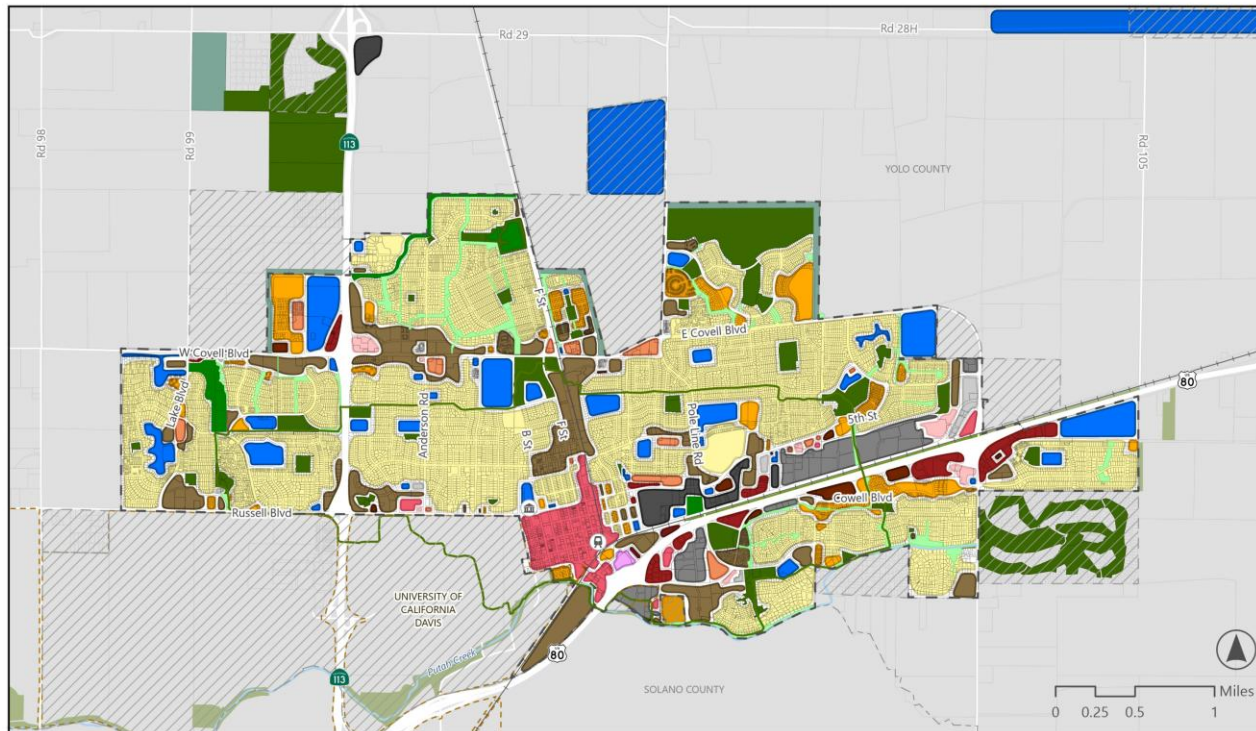 Rd 29
Rd 28H
Rd 98
Rd 99
113
Rd 105
YOLO COUNTY
F St
E Covell Blvd
W Covell Blvd
80
Lake Blvd
Anderson Rd
B St
F St
Pole Line Rd
5th St
Cowell Blvd
Russell Blvd
UNIVERSITY OF
CALIFORNIA
DAVIS
Putah Creek
80
113
SOLANO COUNTY
Miles
0 0.25 0.5 1